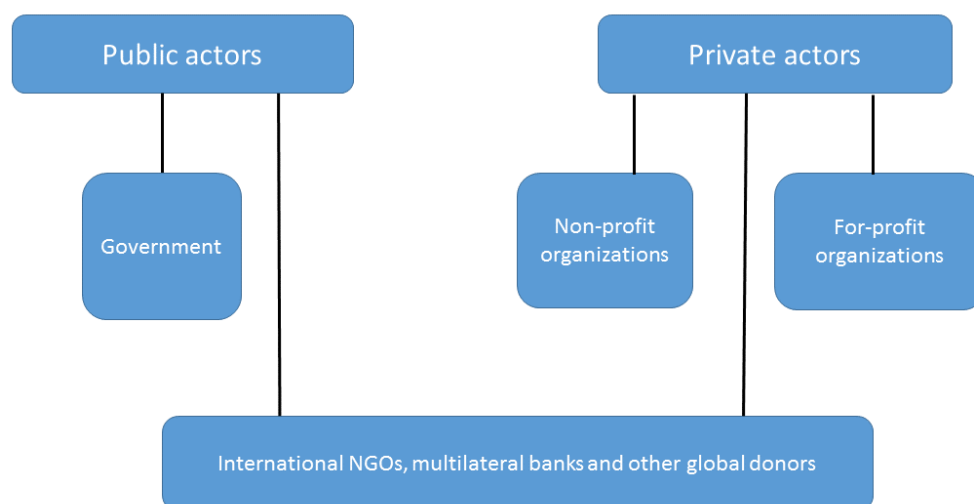 Public actors
Private actors
Government
Non-profit
organizations
For-profit
organizations
International NGOs, multilateral banks and other global donors